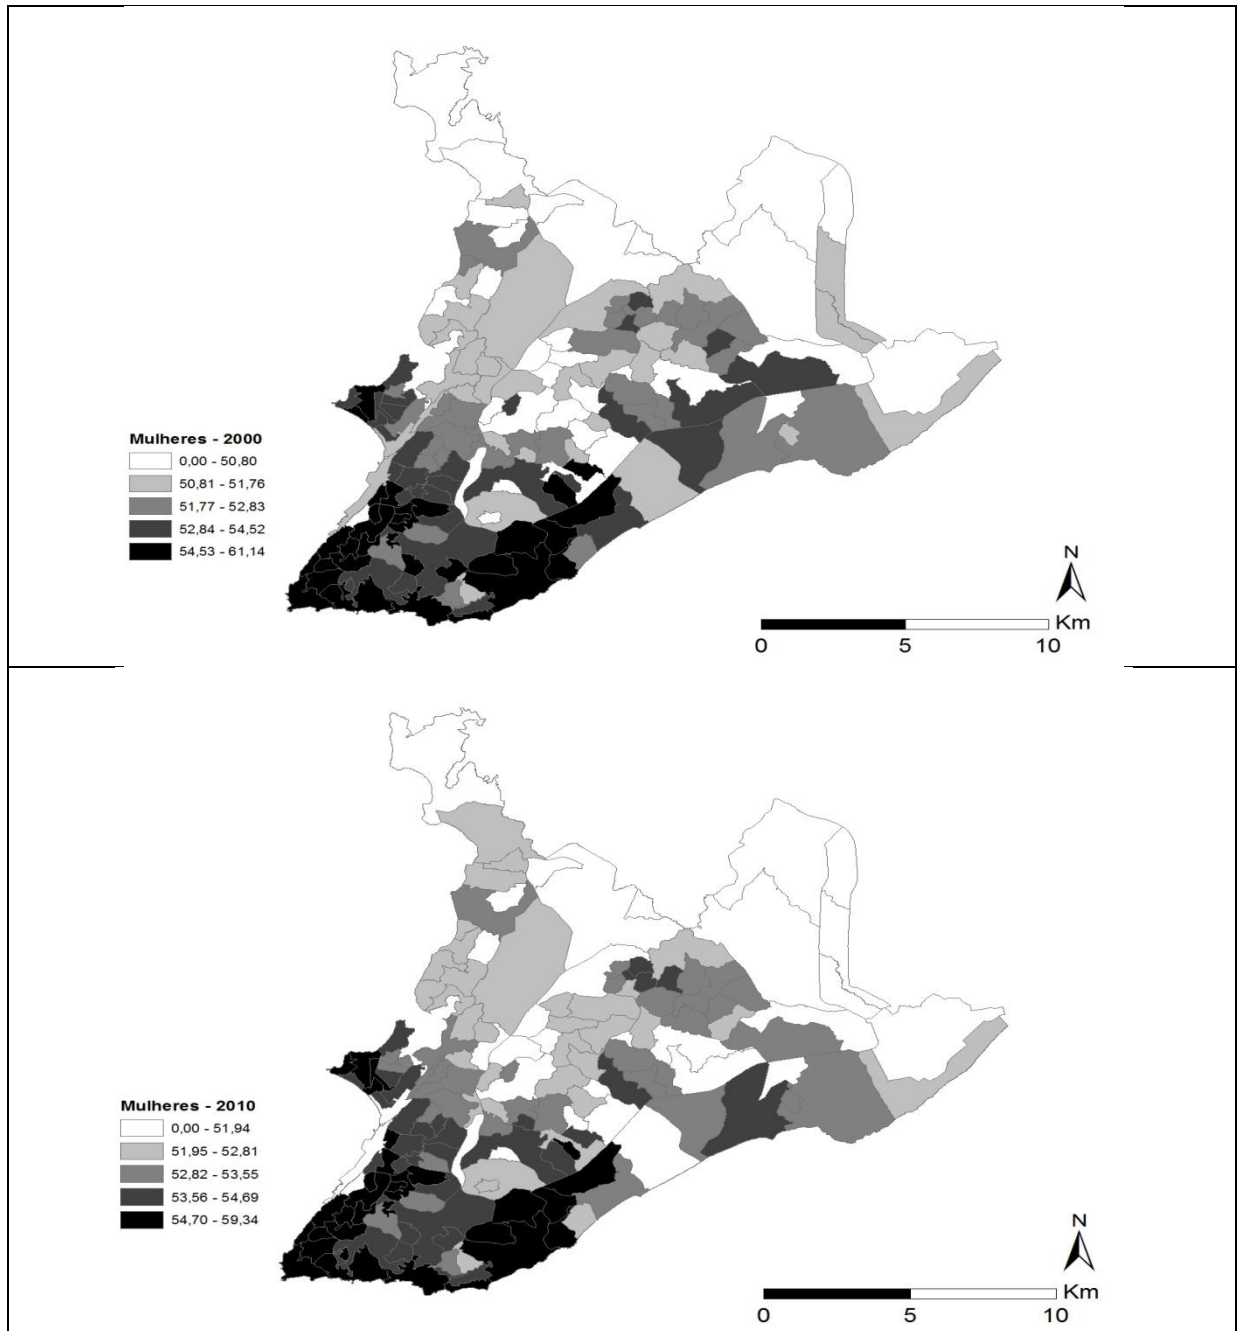 Mulheres - 2000
0,00 - 50,80
50,81 - 51,76
51,77 - 52,83
52,84 - 54,52
54,53 - 61,14
N
Km
0 5 10
Mulheres - 2010
0,00 - 51,94
51,95 - 52,81
52,82 - 53,55
53,56 - 54,69
54,70 - 59,34
N
Km
0 5 10